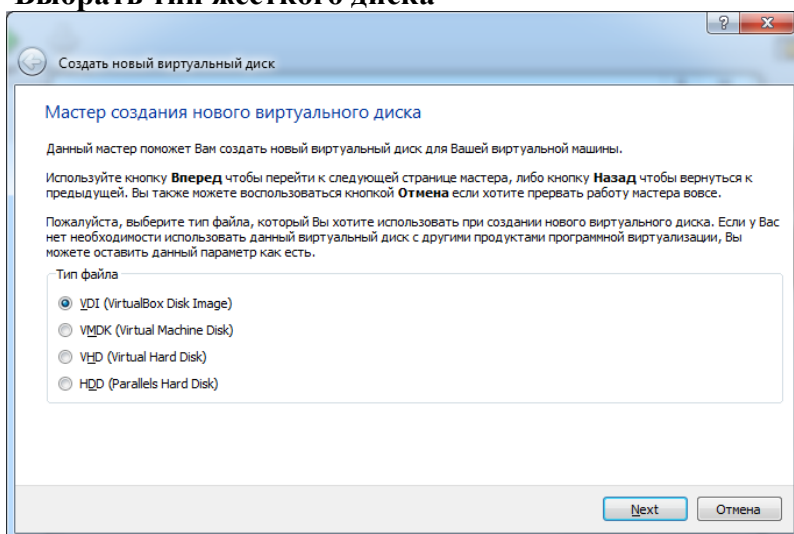 Выбрать тип жесткого диска
Создать новый виртуальный диск
Мастер создания нового виртуального диска
Данный мастер поможет Вам создать новый виртуальный диск для Вашей виртуальной машины.
Используйте кнопку Вперед чтобы перейти к следующей странице мастера, либо кнопку Назад чтобы вернуться к
предыдущей. Вы также можете воспользоваться кнопкой Отмена если хотите прервать работу мастера вовсе.
Пожалуйста, выберите тип файла, который Вы хотите использовать при создании нового виртуального диска. Если у Вас
нет необходимости использовать данный виртуальный диск с другими продуктами программной виртуализации, Вы
можете оставить данный параметр как есть.
Тип файла
VDI (VirtualBox Disk Image)
VMDK (Virtual Machine Disk)
VHD (Virtual Hard Disk)
HDD (Parallels Hard Disk)
Next Отмена